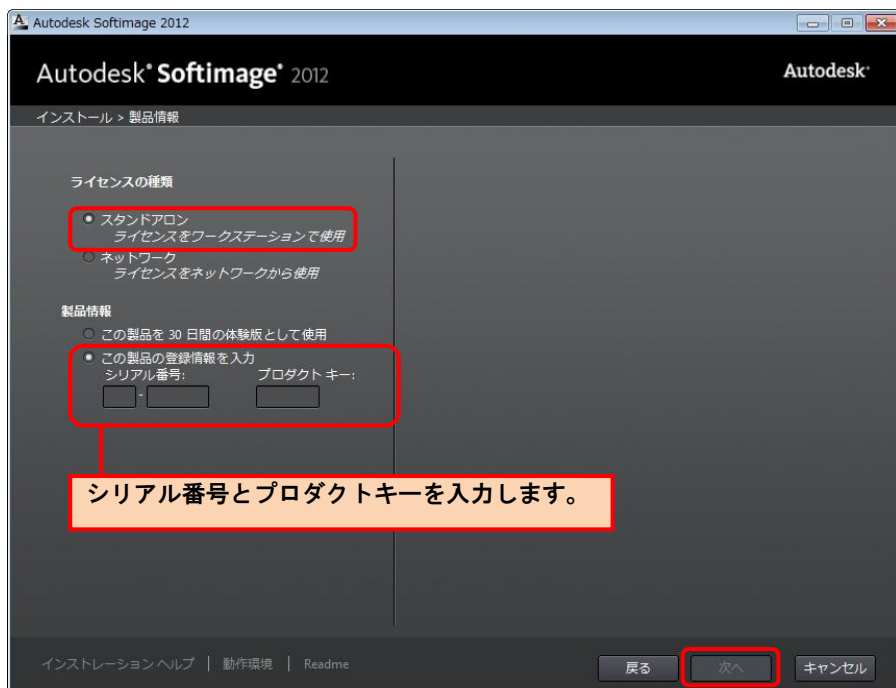 Autodesk Softimage 2012
Autodesk® Softimage® 2012
Autodesk®
インストール > 製品情報
ライセンスの種類
スタンドアロン
ライセンスをワークステーションで使用
ネットワーク
ライセンスをネットワークから使用
製品情報
この製品を 30 日間の体験版として使用
この製品の登録情報を入力
シリアル番号: プロダクト キー:
-
シリアル番号とプロダクトキーを入力します。
インストレーション ヘルプ | 動作環境 | Readme
戻る 次へ キャンセル